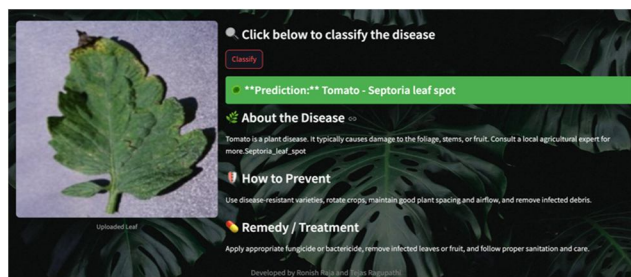 Click below to classify the disease
Classify
**Prediction:** Tomato - Septoria leaf spot
About the Disease
Tomato is a plant disease. It typically causes damage to the foliage, stems, or fruit. Consult a local agricultural expert for
more.Septoria_leaf_spot
How to Prevent
Use disease-resistant varieties, rotate crops, maintain good plant spacing and airflow, and remove infected debris.
Uploaded Leaf
Remedy / Treatment
Apply appropriate fungicide or bactericide, remove infected leaves or fruit, and follow proper sanitation and care.
Developed by Ronish Raja and Tejas Ragupathi